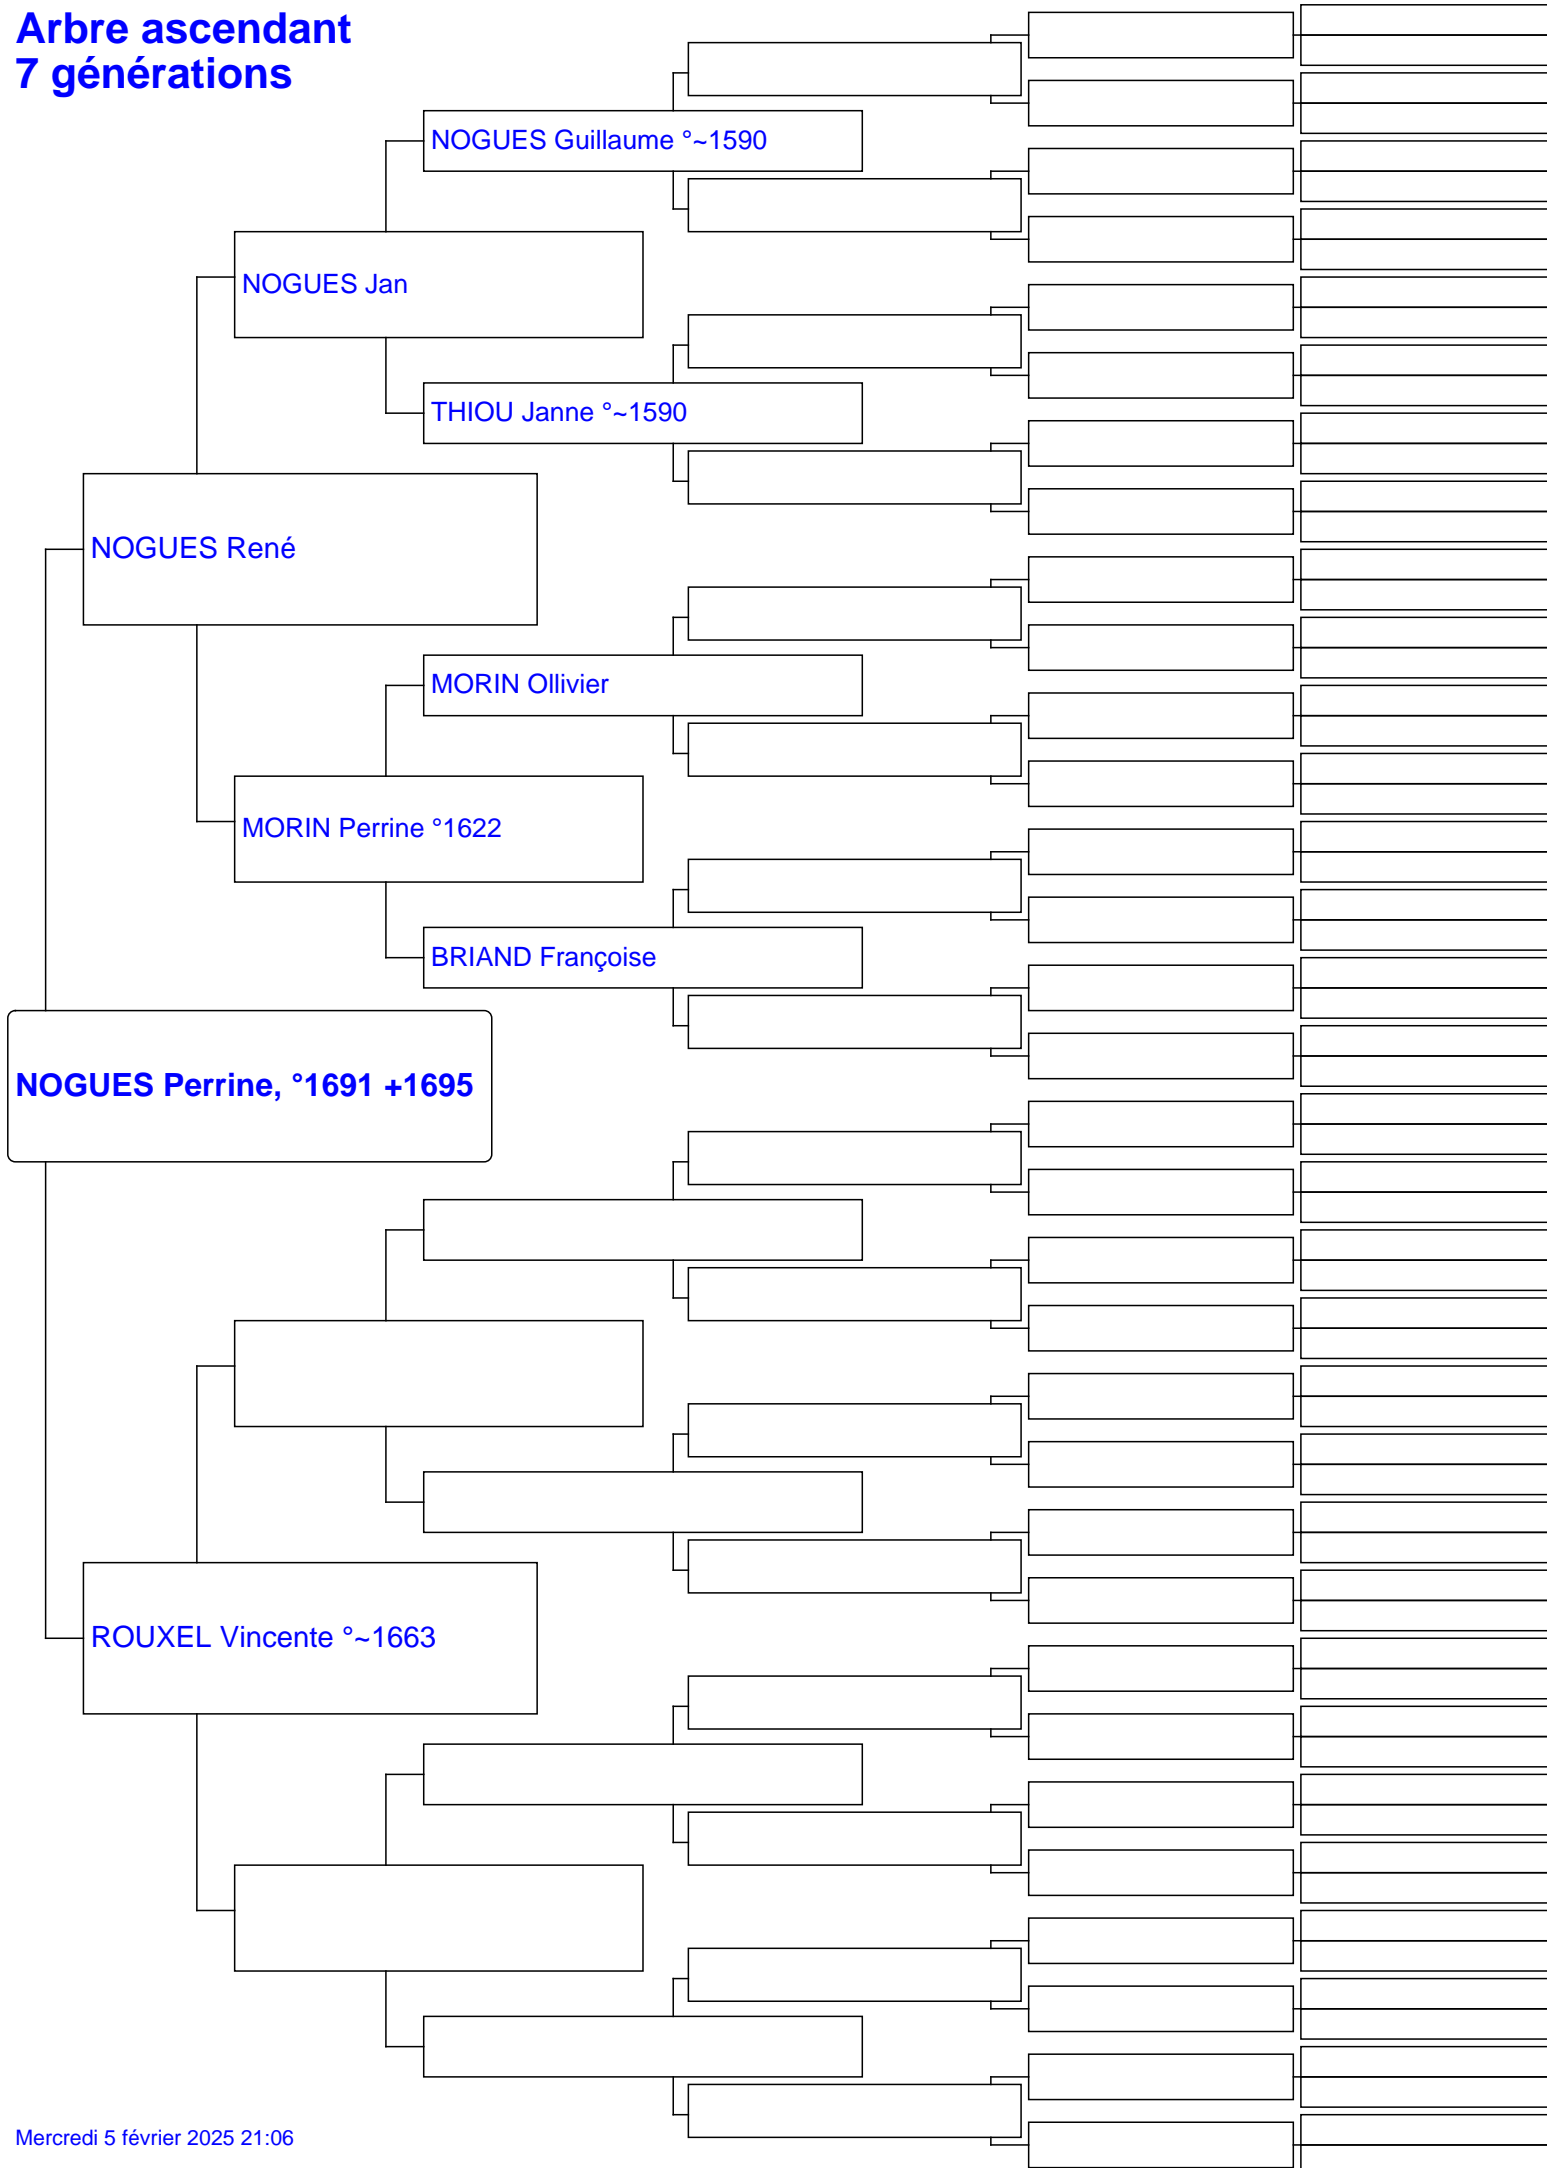 Arbre ascendant
7 générations
NOGUES Guillaume °~1590
NOGUES Jan
THIOU Janne °~1590
NOGUES René
MORIN Ollivier
MORIN Perrine °1622
BRIAND Françoise
NOGUES Perrine, °1691 +1695
ROUXEL Vincente °~1663
Mercredi 5 février 2025 21:06